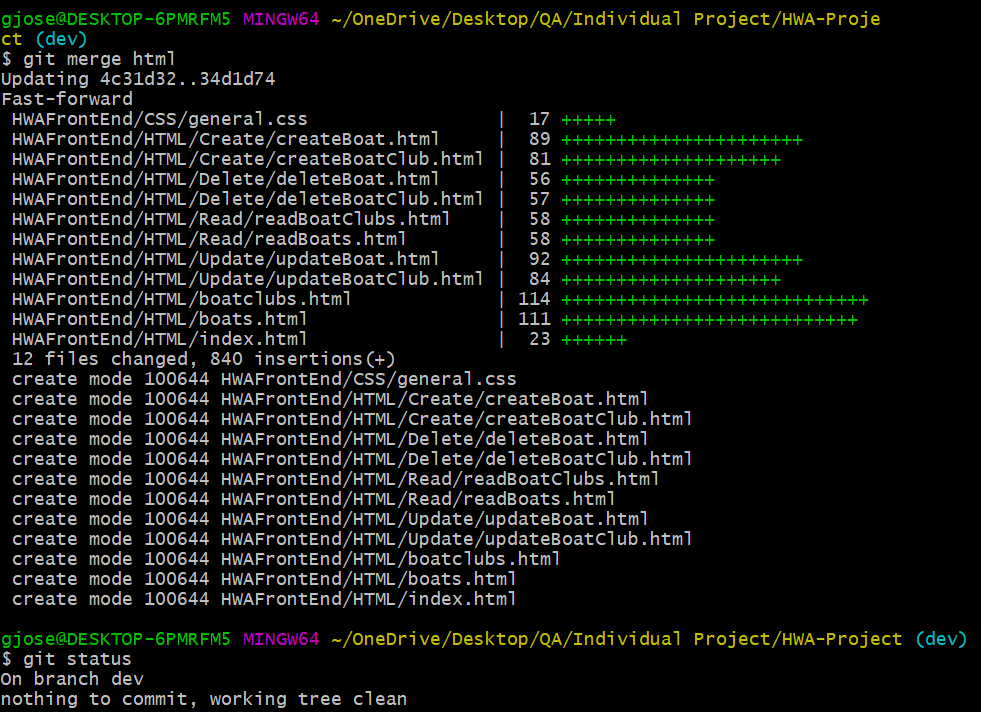 gjose@DESKTOP-6PMRFM5 MINGW64 ~/OneDrive/Desktop/QA/Individual Project/HWA-Proje
ct (dev)
$ git merge html
Updating 4c31d32..34d1d74
Fast-forward
 HWAFrontEnd/CSS/general.css                 |  17 +++++
 HWAFrontEnd/HTML/Create/createBoat.html     |  89 ++++++++++++++++++++++
 HWAFrontEnd/HTML/Create/createBoatClub.html |  81 ++++++++++++++++++++
 HWAFrontEnd/HTML/Delete/deleteBoat.html     |  56 ++++++++++++++
 HWAFrontEnd/HTML/Delete/deleteBoatClub.html |  57 ++++++++++++++
 HWAFrontEnd/HTML/Read/readBoatClubs.html    |  58 ++++++++++++++
 HWAFrontEnd/HTML/Read/readBoats.html        |  58 ++++++++++++++
 HWAFrontEnd/HTML/Update/updateBoat.html     |  92 ++++++++++++++++++++++
 HWAFrontEnd/HTML/Update/updateBoatClub.html |  84 ++++++++++++++++++++
 HWAFrontEnd/HTML/boatclubs.html             | 114 ++++++++++++++++++++++++++++
 HWAFrontEnd/HTML/boats.html                 | 111 +++++++++++++++++++++++++++
 HWAFrontEnd/HTML/index.html                 |  23 ++++++
 12 files changed, 840 insertions(+)
 create mode 100644 HWAFrontEnd/CSS/general.css
 create mode 100644 HWAFrontEnd/HTML/Create/createBoat.html
 create mode 100644 HWAFrontEnd/HTML/Create/createBoatClub.html
 create mode 100644 HWAFrontEnd/HTML/Delete/deleteBoat.html
 create mode 100644 HWAFrontEnd/HTML/Delete/deleteBoatClub.html
 create mode 100644 HWAFrontEnd/HTML/Read/readBoatClubs.html
 create mode 100644 HWAFrontEnd/HTML/Read/readBoats.html
 create mode 100644 HWAFrontEnd/HTML/Update/updateBoat.html
 create mode 100644 HWAFrontEnd/HTML/Update/updateBoatClub.html
 create mode 100644 HWAFrontEnd/HTML/boatclubs.html
 create mode 100644 HWAFrontEnd/HTML/boats.html
 create mode 100644 HWAFrontEnd/HTML/index.html
gjose@DESKTOP-6PMRFM5 MINGW64 ~/OneDrive/Desktop/QA/Individual Project/HWA-Project (dev)
$ git status
On branch dev
nothing to commit, working tree clean